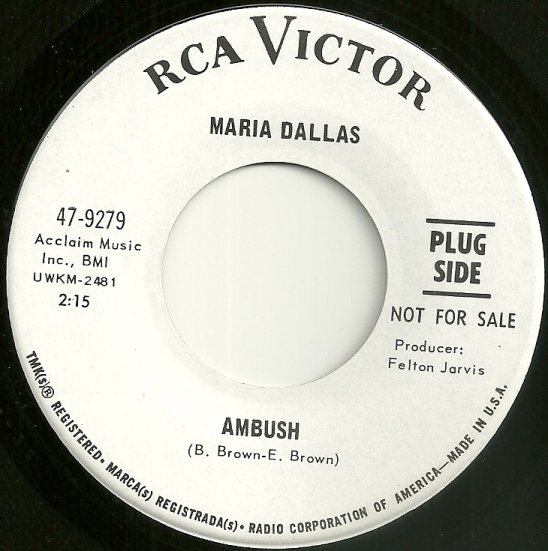 RCA VICTOR
MARIA DALLAS
47-9279
Acclaim Music
Inc., BMI
UWKM-2481
2:15
PLUG
SIDE
NOT FOR SALE
Producer:
Felton Jarvis
AMBUSH
(B. Brown-E. Brown)
TMK(s)® REGISTERED • MARCA(s) REGISTRADA(s) • RADIO CORPORATION OF AMERICA—MADE IN U.S.A.